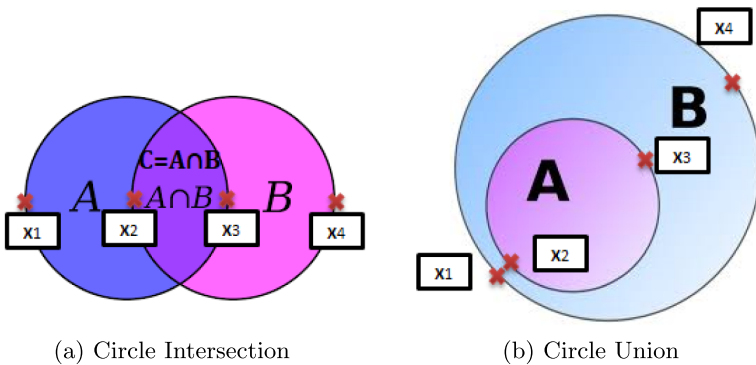 C=A∩B
A A∩B B
x1 x2 x3 x4
(a) Circle Intersection
x4
B
x3
A
x2
x1
(b) Circle Union